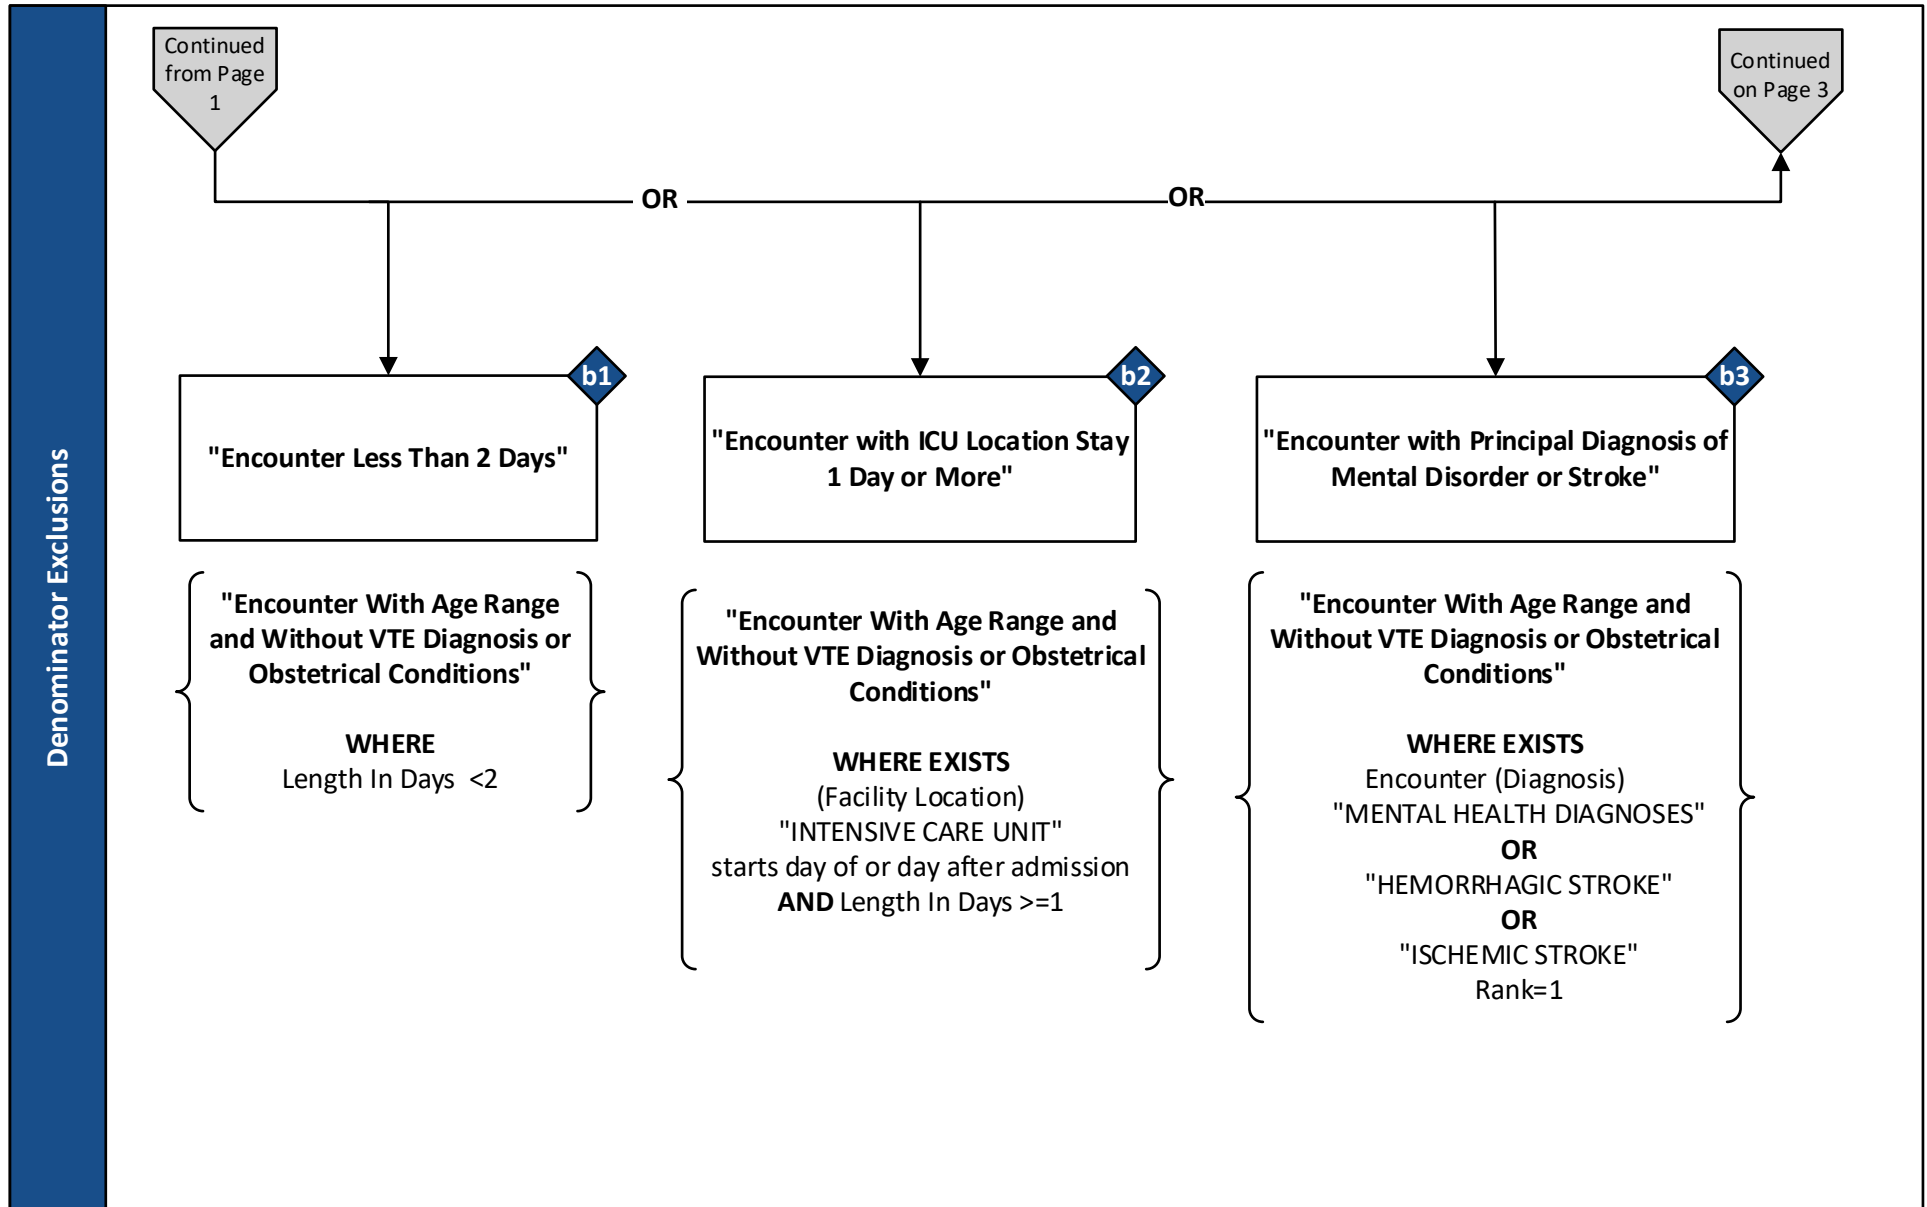 Denominator Exclusions
Continued
from Page
1
Continued
on Page 3
OR
OR
b1
"Encounter Less Than 2 Days"
"Encounter With Age Range
and Without VTE Diagnosis or
Obstetrical Conditions"
WHERE
Length In Days <2
b2
"Encounter with ICU Location Stay
1 Day or More"
"Encounter With Age Range and
Without VTE Diagnosis or Obstetrical
Conditions"
WHERE EXISTS
(Facility Location)
"INTENSIVE CARE UNIT"
starts day of or day after admission
AND Length In Days >=1
b3
"Encounter with Principal Diagnosis of
Mental Disorder or Stroke"
"Encounter With Age Range and
Without VTE Diagnosis or Obstetrical
Conditions"
WHERE EXISTS
Encounter (Diagnosis)
"MENTAL HEALTH DIAGNOSES"
OR
"HEMORRHAGIC STROKE"
OR
"ISCHEMIC STROKE"
Rank=1